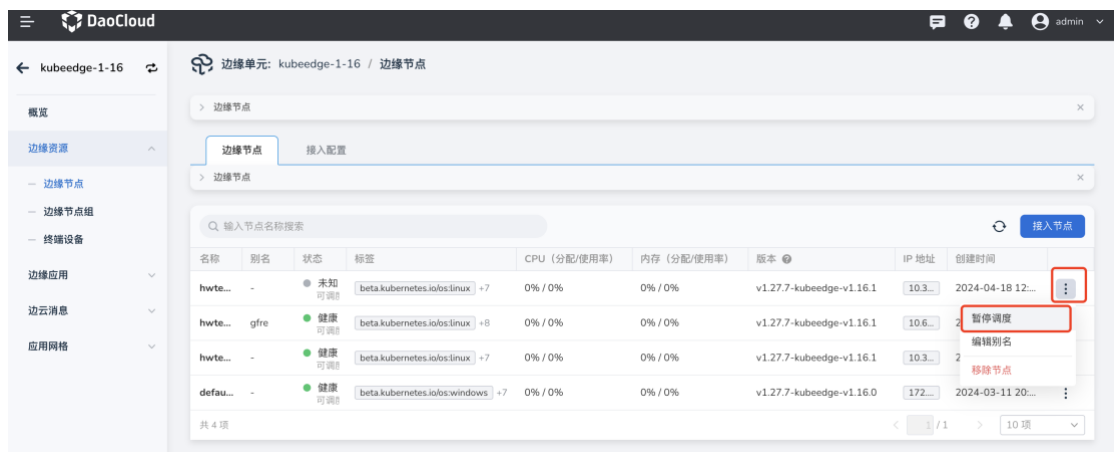 DaoCloud
admin
kubeedge-1-16
边缘单元: kubeedge-1-16 / 边缘节点
概览
边缘资源
边缘节点
边缘节点组
终端设备
边缘应用
边云消息
应用网格
边缘节点
边缘节点 接入配置
边缘节点
输入节点名称搜索
接入节点
名称 别名 状态 标签 CPU（分配/使用率） 内存（分配/使用率） 版本 IP 地址 创建时间
hwte... - 未知 beta.kubernetes.io/os:linux +7 0% / 0% 0% / 0% v1.27.7-kubeedge-v1.16.1 10.3... 2024-04-18 12:...
可调
hwte... gfre 健康 beta.kubernetes.io/os:linux +8 0% / 0% 0% / 0% v1.27.7-kubeedge-v1.16.1 10.6... 2
可调
hwte... - 健康 beta.kubernetes.io/os:linux +7 0% / 0% 0% / 0% v1.27.7-kubeedge-v1.16.1 10.3... 2
可调
defau... - 健康 beta.kubernetes.io/os:windows +7 0% / 0% 0% / 0% v1.27.7-kubeedge-v1.16.0 172.... 2024-03-11 20:...
可调
暂停调度
编辑别名
移除节点
共 4 项
1 / 1
10 项